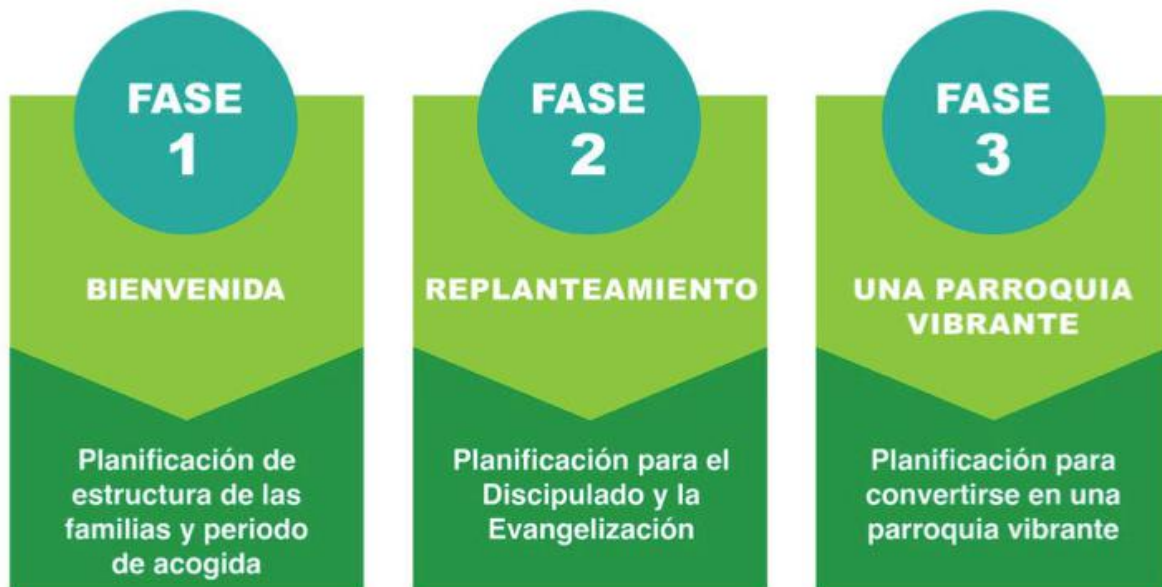 FASE
1
BIENVENIDA
Planificación de
estructura de las
familias y periodo
de acogida
FASE
2
REPLANTEAMIENTO
Planificación para el
Discipulado y la
Evangelización
FASE
3
UNA PARROQUIA
VIBRANTE
Planificación para
convertirse en una
parroquia vibrante